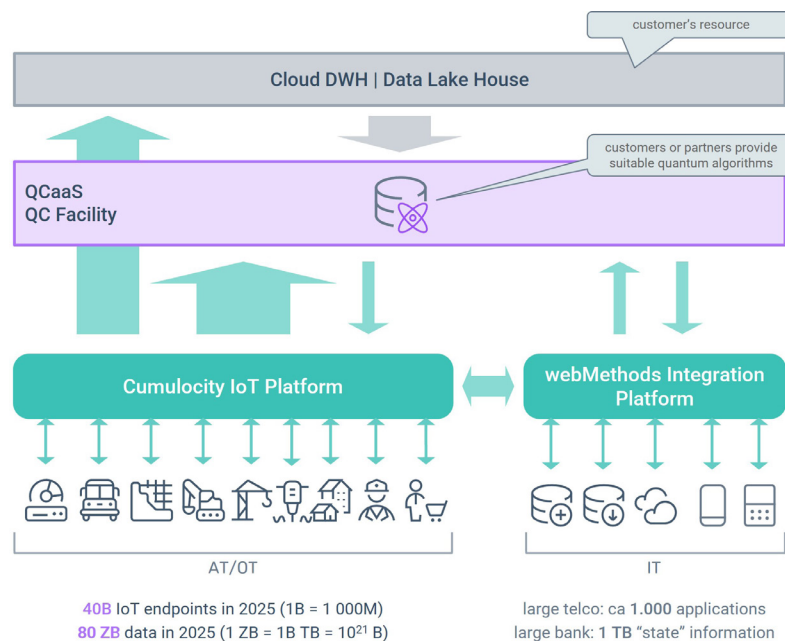 customer's resource
Cloud DWH | Data Lake House
customers or partners provide
suitable quantum algorithms
QCaaS
QC Facility
Cumulocity IoT Platform
webMethods Integration
Platform
AT/OT
IT
40B IoT endpoints in 2025 (1B = 1 000M)
80 ZB data in 2025 (1 ZB = 1B TB = 10²¹ B)
large telco: ca 1.000 applications
large bank: 1 TB “state” information